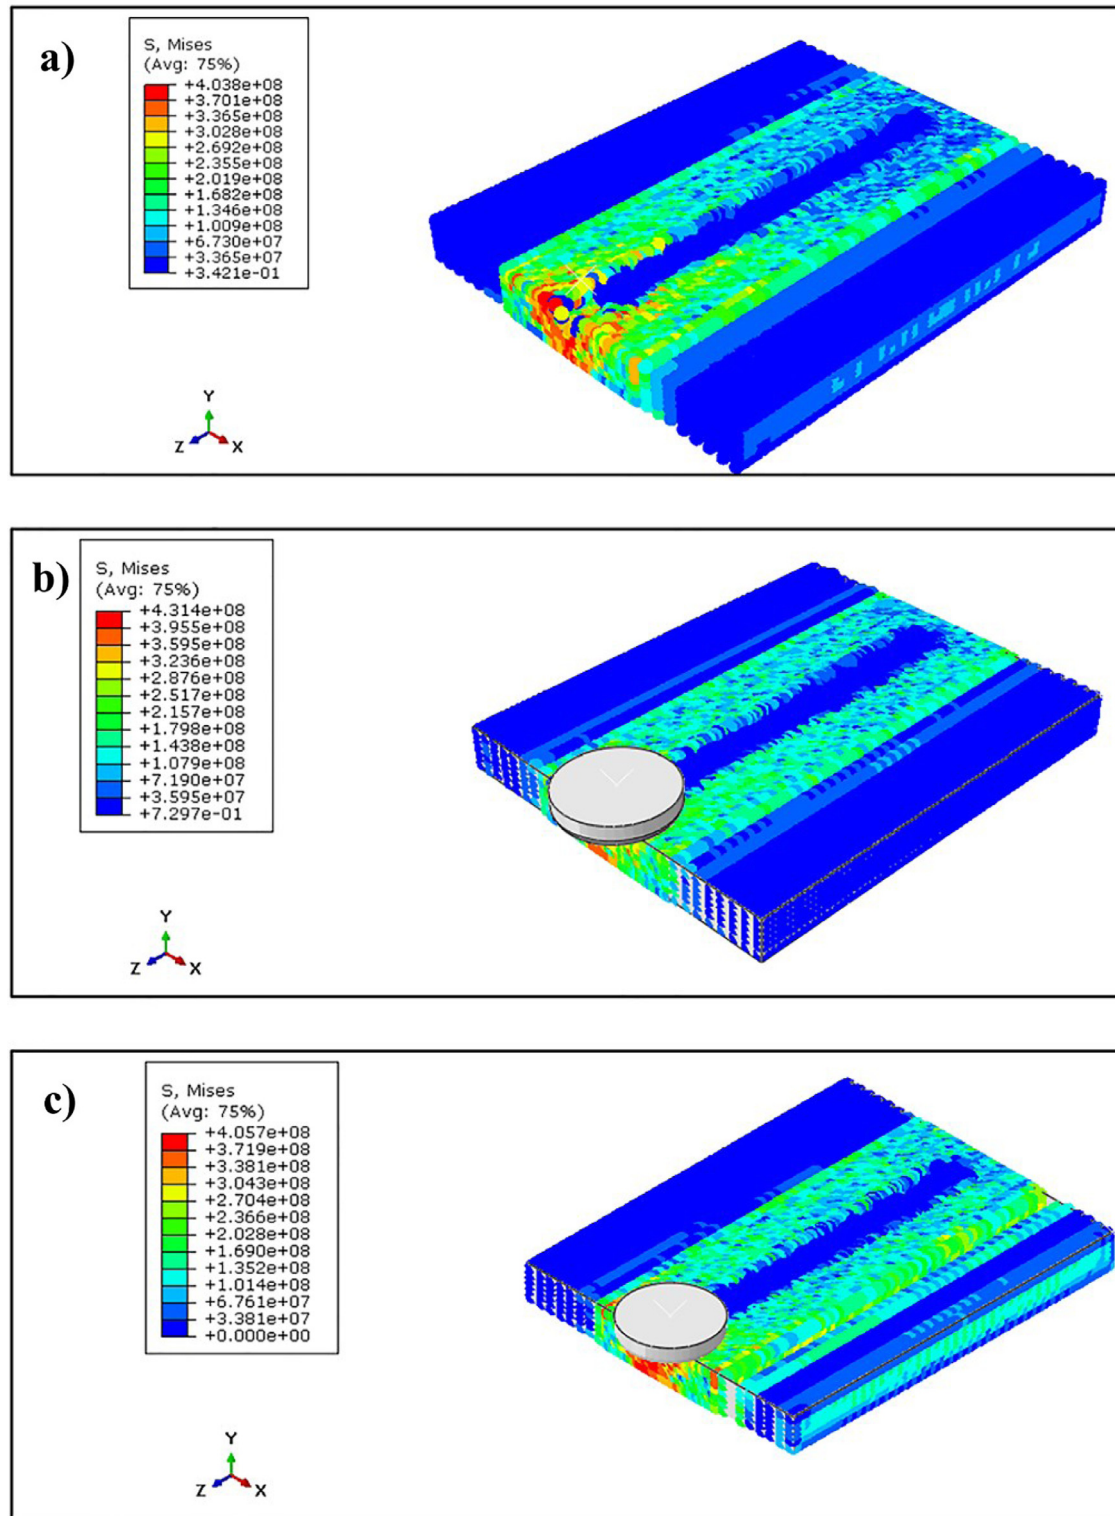 a)
S, Mises
(Avg: 75%)
+4.038e+08
+3.701e+08
+3.365e+08
+3.028e+08
+2.692e+08
+2.355e+08
+2.019e+08
+1.682e+08
+1.346e+08
+1.009e+08
+6.730e+07
+3.365e+07
+3.421e-01
Y
Z
X
b)
S, Mises
(Avg: 75%)
+4.314e+08
+3.955e+08
+3.595e+08
+3.236e+08
+2.876e+08
+2.517e+08
+2.157e+08
+1.798e+08
+1.438e+08
+1.079e+08
+7.190e+07
+3.595e+07
+7.297e-01
Y
Z
X
c)
S, Mises
(Avg: 75%)
+4.057e+08
+3.719e+08
+3.381e+08
+3.043e+08
+2.704e+08
+2.366e+08
+2.028e+08
+1.690e+08
+1.352e+08
+1.014e+08
+6.761e+07
+3.381e+07
+0.000e+00
Y
Z
X